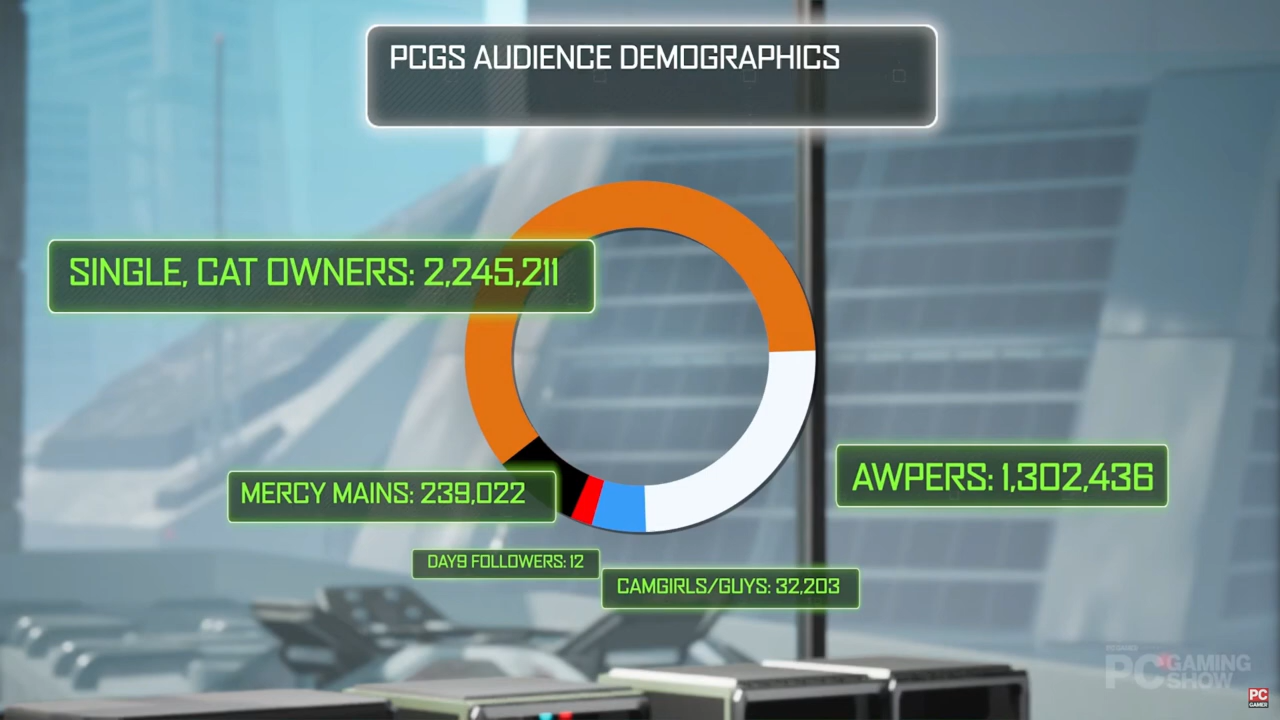 PCGS AUDIENCE DEMOGRAPHICS
SINGLE, CAT OWNERS: 2,245,211
AWPERS: 1,302,436
MERCY MAINS: 239,022
DAY9 FOLLOWERS: 12
CAMGIRLS/GUYS: 32,203
PC GAMING
SHOW
PC
GAMER